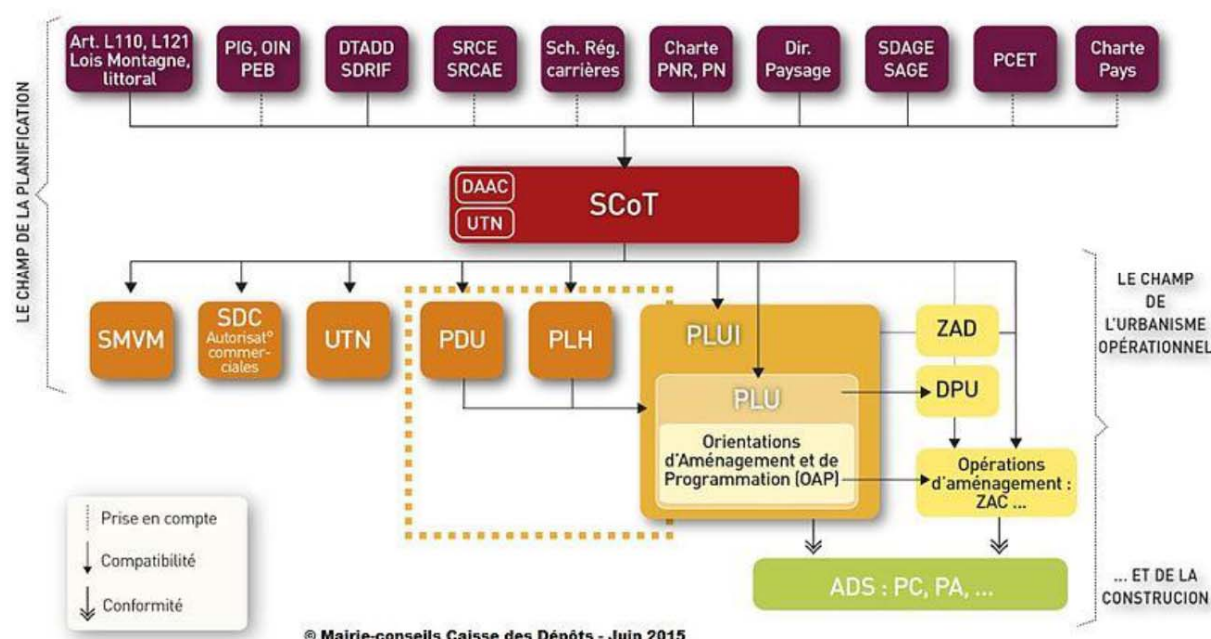 Art. L110, L121
Lois Montagne,
littoral
PIG, OIN
PEB
DTADD
SDRIF
SRCE
SRCAE
Sch. Rég.
carrières
Charte
PNR, PN
Dir.
Paysage
SDAGE
SAGE
PCET
Charte
Pays
LE CHAMP DE LA PLANIFICATION
DAAC
UTN
SCoT
SMVM
SDC
Autorisat°
commer-
ciales
UTN
PDU
PLH
PLUI
PLU
Orientations
d'Aménagement et de
Programmation (OAP)
ZAD
DPU
Opérations
d'aménagement :
ZAC ...
LE CHAMP
DE
L'URBANISME
OPÉRATIONNEL
Prise en compte
Compatibilité
Conformité
ADS : PC, PA, ...
... ET DE LA
CONSTRUCION
© Mairie-conseils Caisse des Dépôts - Juin 2015